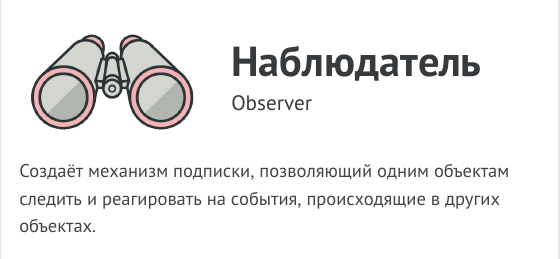 Наблюдатель
Observer
Создаёт механизм подписки, позволяющий одним объектам
следить и реагировать на события, происходящие в других
объектах.